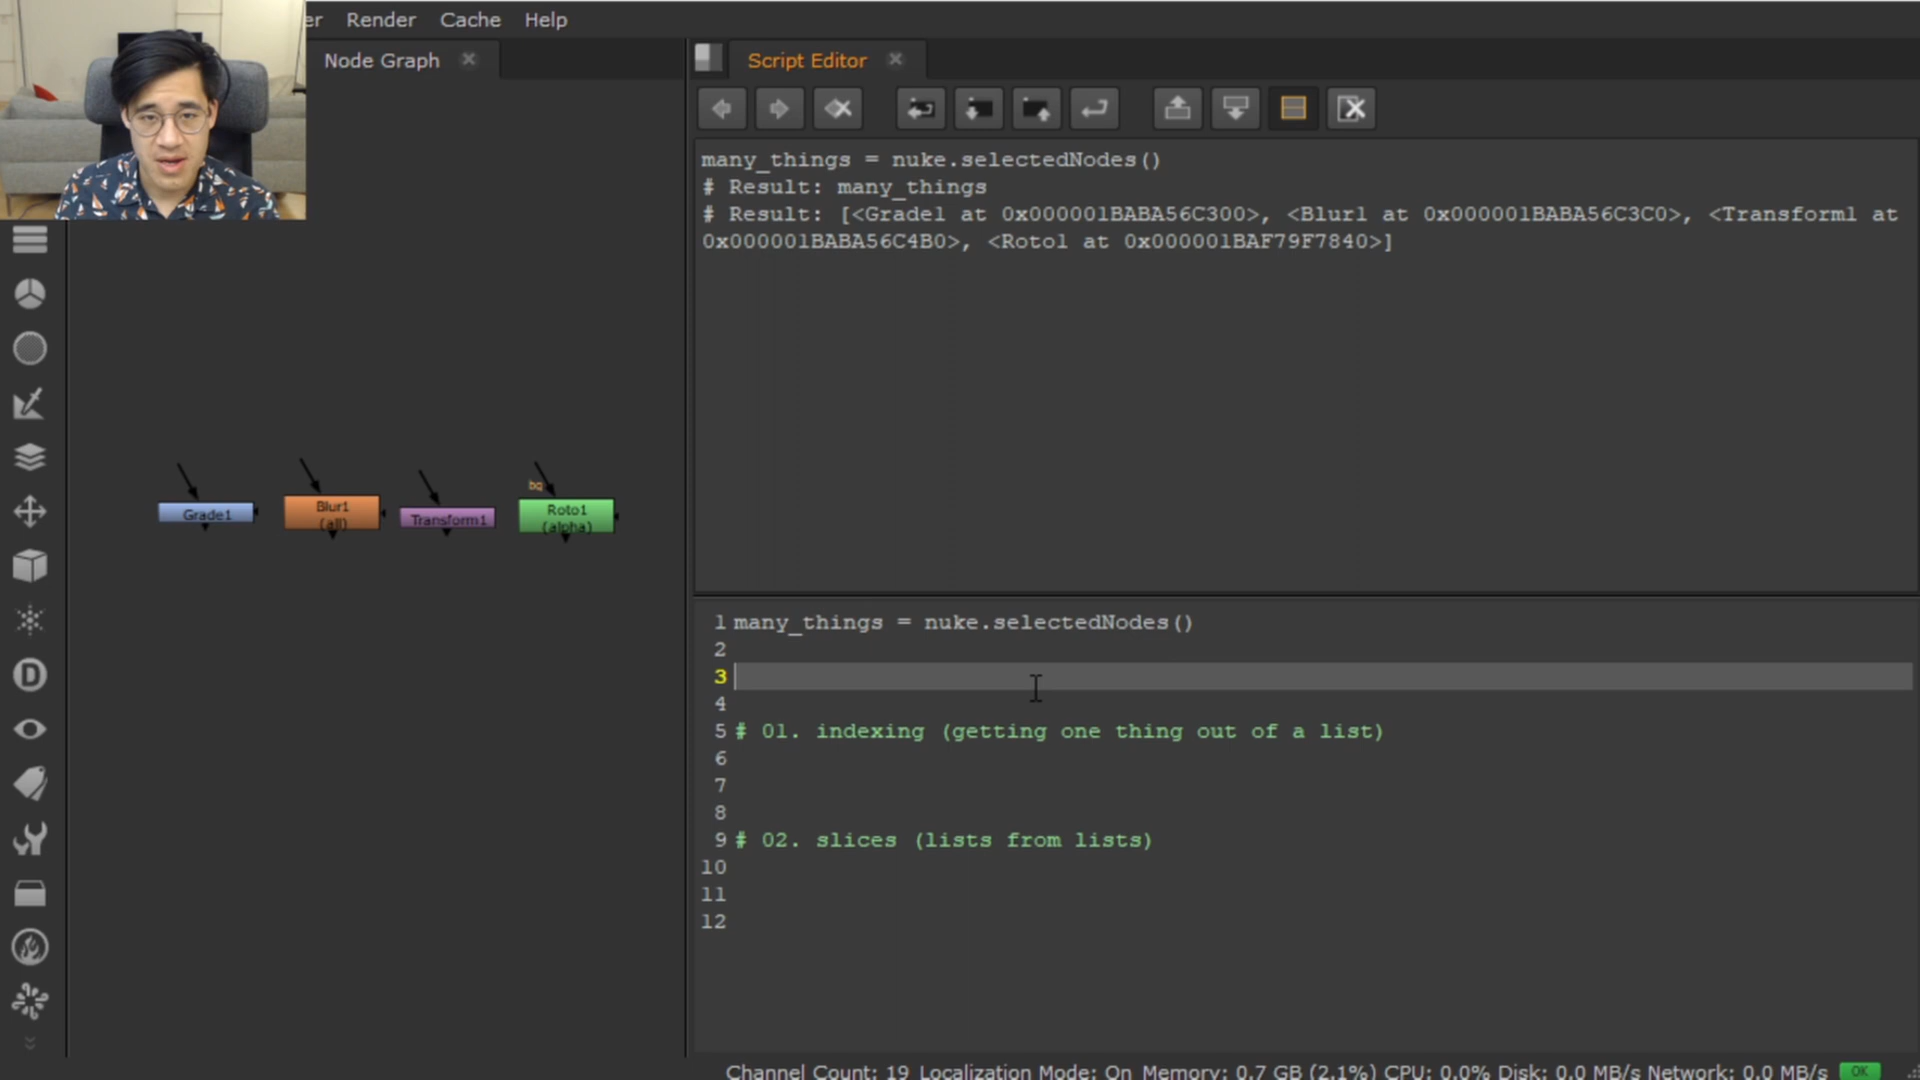 er Render Cache Help
Node Graph
Script Editor
many_things = nuke.selectedNodes()
# Result: many_things
# Result: [<Grade1 at 0x000001BABA56C300>, <Blur1 at 0x000001BABA56C3C0>, <Transform1 at
0x000001BABA56C4B0>, <Roto1 at 0x000001BAF79F7840>]
Grade1
Blur1
(all)
Transform1
bg
Roto1
(alpha)
1 many_things = nuke.selectedNodes()
2
3
4
5 # 01. indexing (getting one thing out of a list)
6
7
8
9 # 02. slices (lists from lists)
10
11
12
D
Channel Count: 19 Localization Mode: On Memory: 0.7 GB (2.1%) CPU: 0.0% Disk: 0.0 MB/s Network: 0.0 MB/s OK